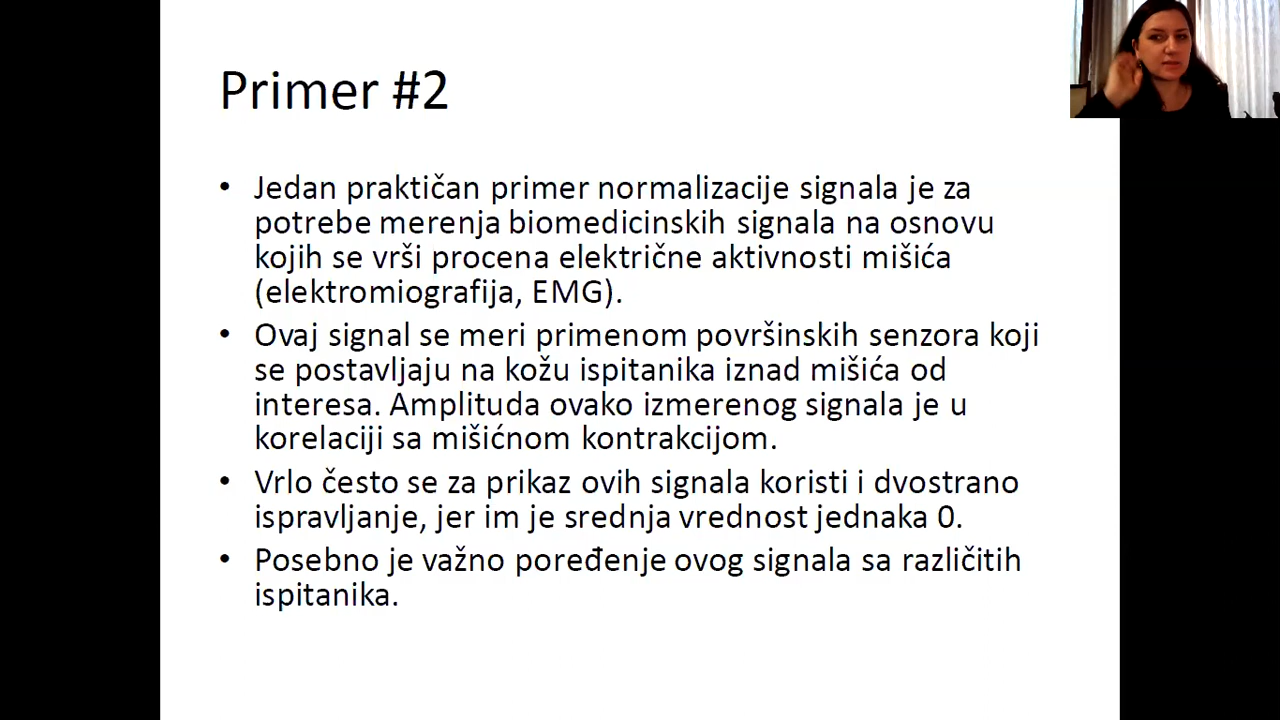 Primer #2
• Jedan praktičan primer normalizacije signala je za
potrebe merenja biomedicinskih signala na osnovu
kojih se vrši procena električne aktivnosti mišića
(elektromiografija, EMG).
• Ovaj signal se meri primenom površinskih senzora koji
se postavljaju na kožu ispitanika iznad mišića od
interesa. Amplituda ovako izmerenog signala je u
korelaciji sa mišićnom kontrakcijom.
• Vrlo često se za prikaz ovih signala koristi i dvostrano
ispravljanje, jer im je srednja vrednost jednaka 0.
• Posebno je važno poređenje ovog signala sa različitih
ispitanika.